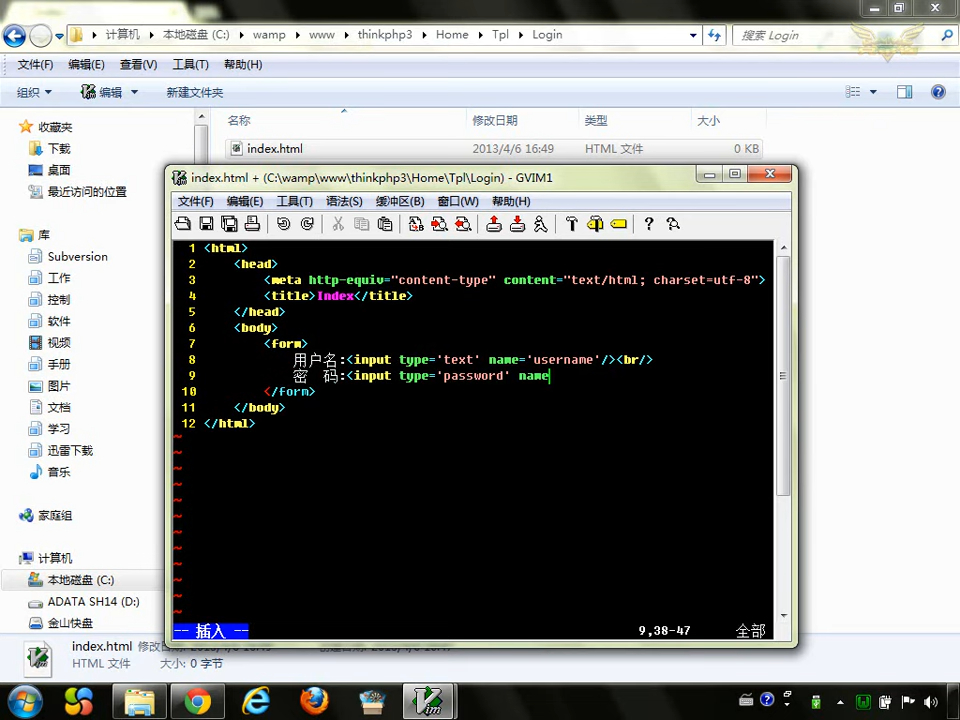 计算机 本地磁盘 (C:) wamp www thinkphp3 Home Tpl Login 搜索 Login
文件(F) 编辑(E) 查看(V) 工具(T) 帮助(H)
组织 编辑 新建文件夹
收藏夹
下载
桌面
最近访问的位置
库
Subversion
工作
控制
软件
视频
手册
图片
文档
学习
迅雷下载
音乐
家庭组
计算机
本地磁盘 (C:)
ADATA SH14 (D:)
金山快盘
名称 修改日期 类型 大小
index.html 2013/4/6 16:49 HTML 文件 0 KB
index.html + (C:\wamp\www\thinkphp3\Home\Tpl\Login) - GVIM1
文件(F) 编辑(E) 工具(T) 语法(S) 缓冲区(B) 窗口(W) 帮助(H)
1 <html>
2 <head>
3 <meta http-equiv="content-type" content="text/html; charset=utf-8">
4 <title>Index</title>
5 </head>
6 <body>
7 <form>
8 用户名:<input type='text' name='username'/><br/>
9 密 码:<input type='password' name
10 </form>
11 </body>
12 </html>
~
~
~
~
~
~
~
~
~
~
~
~
-- 插入 -- 9,38-47 全部
index.html 修改日期
HTML 文件 大小: 0 字节